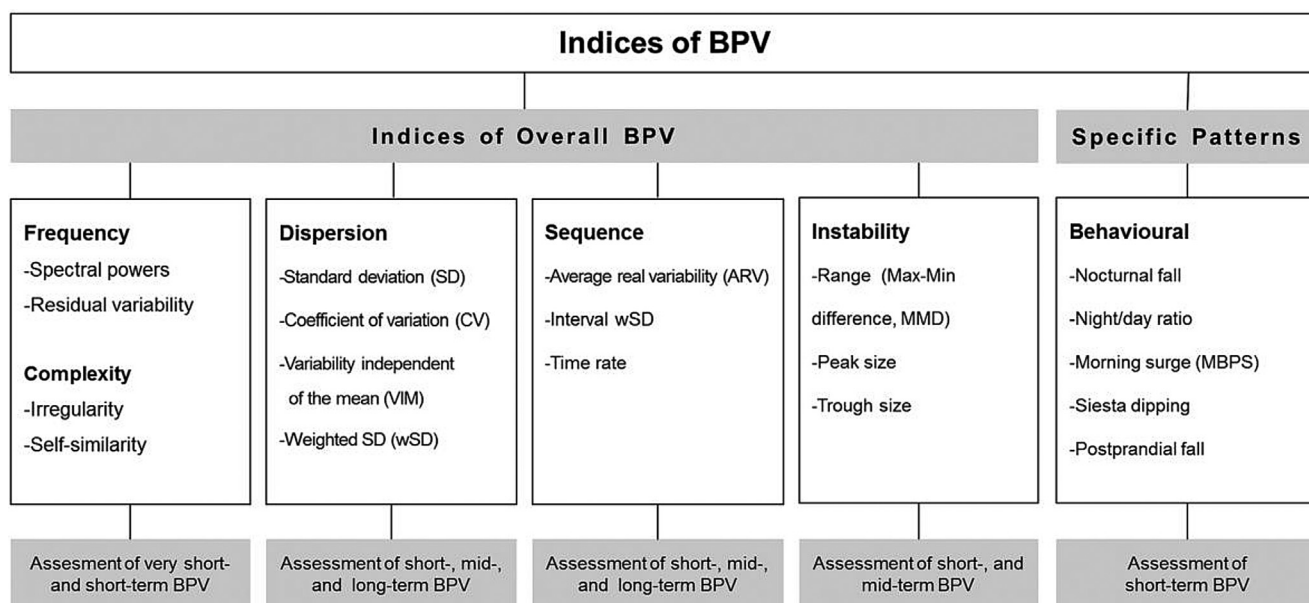 Indices of BPV
Indices of Overall BPV
Specific Patterns
Frequency
-Spectral powers
-Residual variability
Complexity
-Irregularity
-Self-similarity
Assessment of very short-
and short-term BPV
Dispersion
-Standard deviation (SD)
-Coefficient of variation (CV)
-Variability independent
of the mean (VIM)
-Weighted SD (wSD)
Assessment of short-, mid-,
and long-term BPV
Sequence
-Average real variability (ARV)
-Interval wSD
-Time rate
Assessment of short-, mid-,
and long-term BPV
Instability
-Range (Max-Min
difference, MMD)
-Peak size
-Trough size
Assessment of short-, and
mid-term BPV
Behavioural
-Nocturnal fall
-Night/day ratio
-Morning surge (MBPS)
-Siesta dipping
-Postprandial fall
Assessment of
short-term BPV